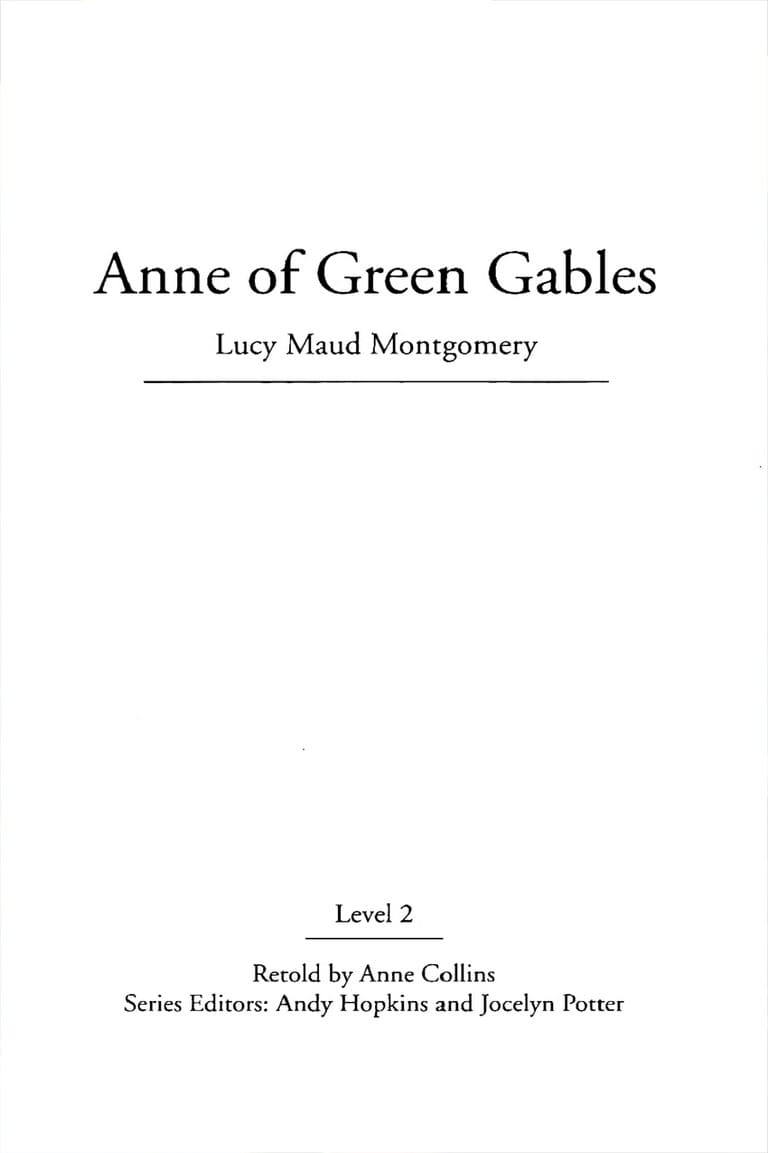 Anne of Green Gables
Lucy Maud Montgomery
Level 2
Retold by Anne Collins
Series Editors: Andy Hopkins and Jocelyn Potter